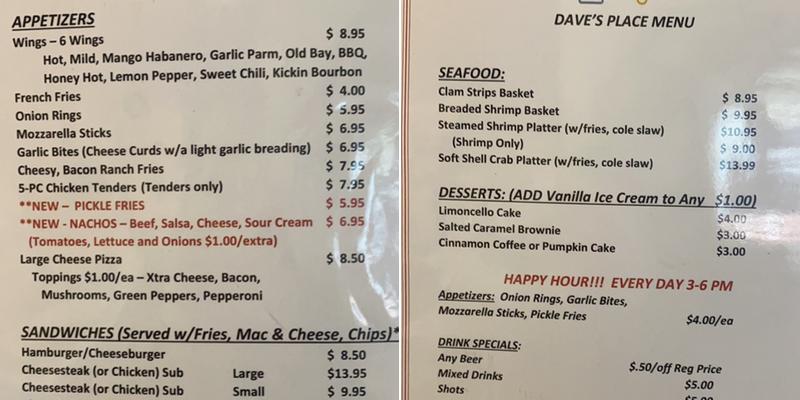 APPETIZERS
Wings – 6 Wings $ 8.95
Hot, Mild, Mango Habanero, Garlic Parm, Old Bay, BBQ,
Honey Hot, Lemon Pepper, Sweet Chili, Kickin Bourbon
French Fries $ 4.00
Onion Rings $ 5.95
Mozzarella Sticks $ 6.95
Garlic Bites (Cheese Curds w/a light garlic breading) $ 6.95
Cheesy, Bacon Ranch Fries $ 7.95
5-PC Chicken Tenders (Tenders only) $ 7.95
**NEW – PICKLE FRIES $ 5.95
**NEW - NACHOS – Beef, Salsa, Cheese, Sour Cream $ 6.95
(Tomatoes, Lettuce and Onions $1.00/extra)
Large Cheese Pizza $ 8.50
Toppings $1.00/ea – Xtra Cheese, Bacon,
Mushrooms, Green Peppers, Pepperoni
SANDWICHES (Served w/Fries, Mac & Cheese, Chips)*
Hamburger/Cheeseburger $ 8.50
Cheesesteak (or Chicken) Sub Large $13.95
Cheesesteak (or Chicken) Sub Small $ 9.95
DAVE'S PLACE MENU
SEAFOOD:
Clam Strips Basket $ 8.95
Breaded Shrimp Basket $ 9.95
Steamed Shrimp Platter (w/fries, cole slaw) $10.95
(Shrimp Only) $ 9.00
Soft Shell Crab Platter (w/fries, cole slaw) $13.99
DESSERTS: (ADD Vanilla Ice Cream to Any $1.00)
Limoncello Cake $4.00
Salted Caramel Brownie $3.00
Cinnamon Coffee or Pumpkin Cake $3.00
HAPPY HOUR!!! EVERY DAY 3-6 PM
Appetizers: Onion Rings, Garlic Bites,
Mozzarella Sticks, Pickle Fries $4.00/ea
DRINK SPECIALS:
Any Beer $.50/off Reg Price
Mixed Drinks $5.00
Shots